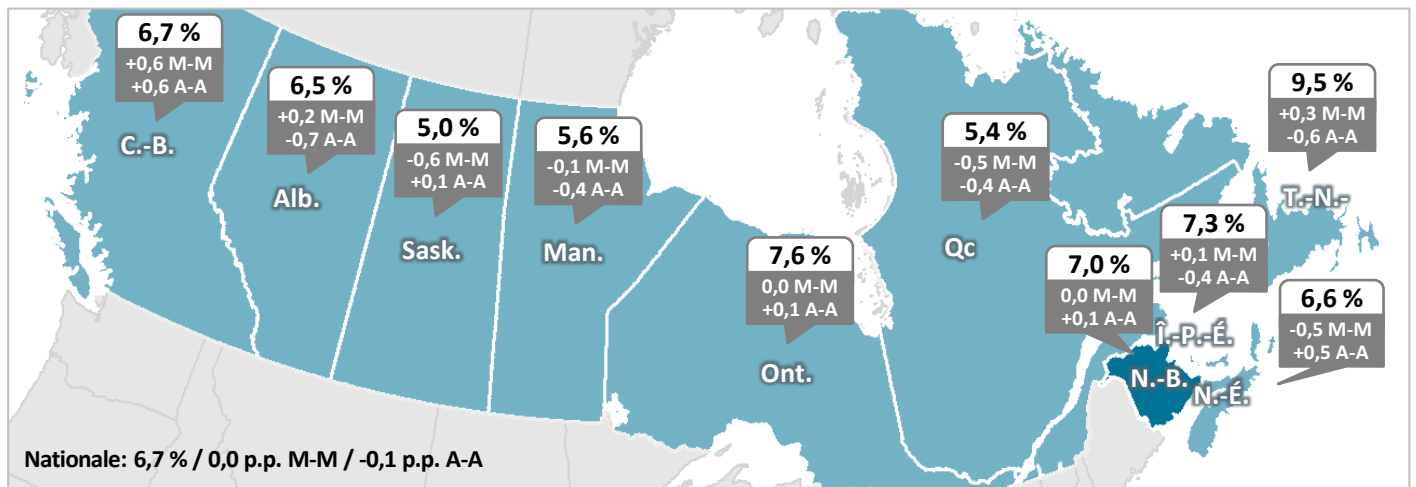 6,7 %
+0,6 M-M
+0,6 A-A
C.-B.
6,5 %
+0,2 M-M
-0,7 A-A
Alb.
5,0 %
-0,6 M-M
+0,1 A-A
Sask.
5,6 %
-0,1 M-M
-0,4 A-A
Man.
7,6 %
0,0 M-M
+0,1 A-A
Ont.
5,4 %
-0,5 M-M
-0,4 A-A
Qc
9,5 %
+0,3 M-M
-0,6 A-A
T.-N.-
7,3 %
+0,1 M-M
-0,4 A-A
Î.-P.-É.
7,0 %
0,0 M-M
+0,1 A-A
N.-B.
6,6 %
-0,5 M-M
+0,5 A-A
N.-É.
Nationale: 6,7 % / 0,0 p.p. M-M / -0,1 p.p. A-A